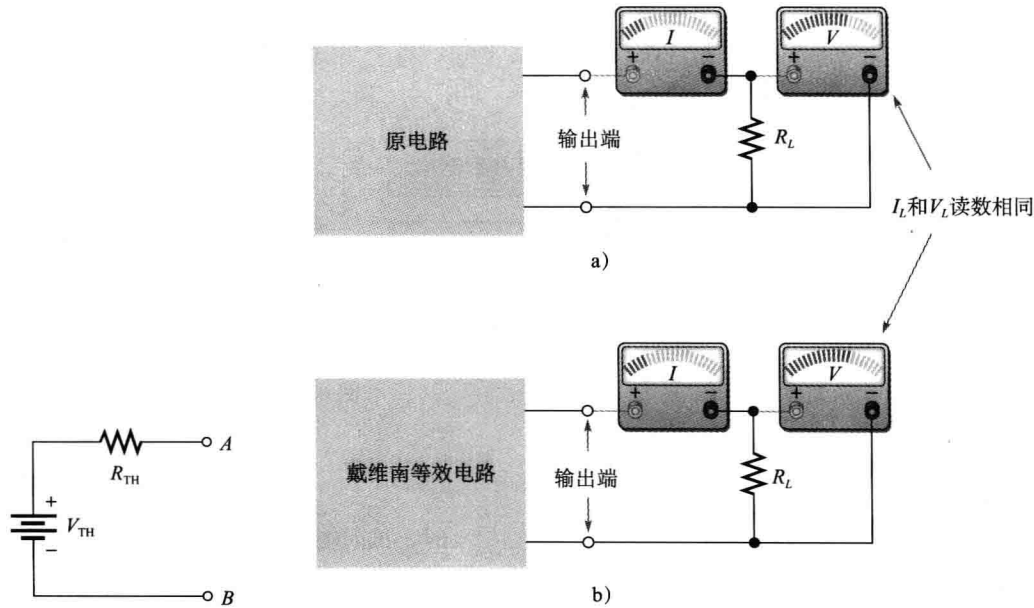 I
V
+
−
+
−
原电路
输出端
R_L
I_L和V_L读数相同
a）
I
V
+
−
+
−
戴维南等效电路
输出端
R_L
b）
R_TH
A
+
V_TH
−
B